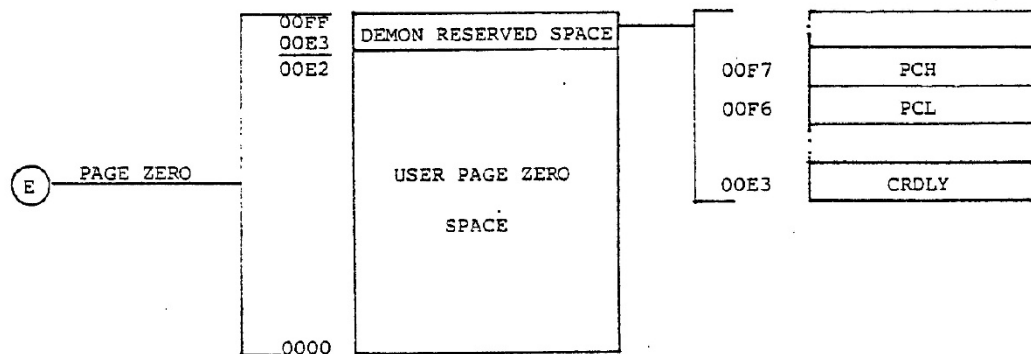 00FF
00E3
00E2
DEMON RESERVED SPACE
00F7
PCH
00F6
PCL
E
PAGE ZERO
USER PAGE ZERO
SPACE
00E3
CRDLY
0000